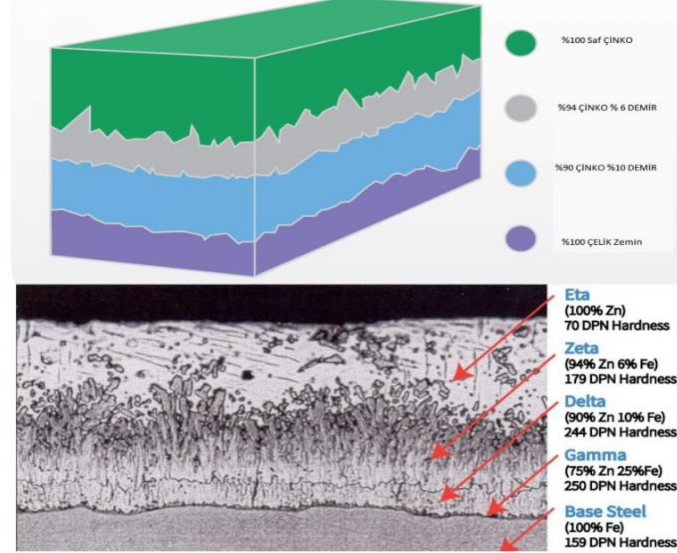 %100 Saf ÇİNKO
%94 ÇİNKO % 6 DEMİR
%90 ÇİNKO %10 DEMİR
%100 ÇELİK Zemin
Eta
(100% Zn)
70 DPN Hardness
Zeta
(94% Zn 6% Fe)
179 DPN Hardness
Delta
(90% Zn 10% Fe)
244 DPN Hardness
Gamma
(75% Zn 25%Fe)
250 DPN Hardness
Base Steel
(100% Fe)
159 DPN Hardness